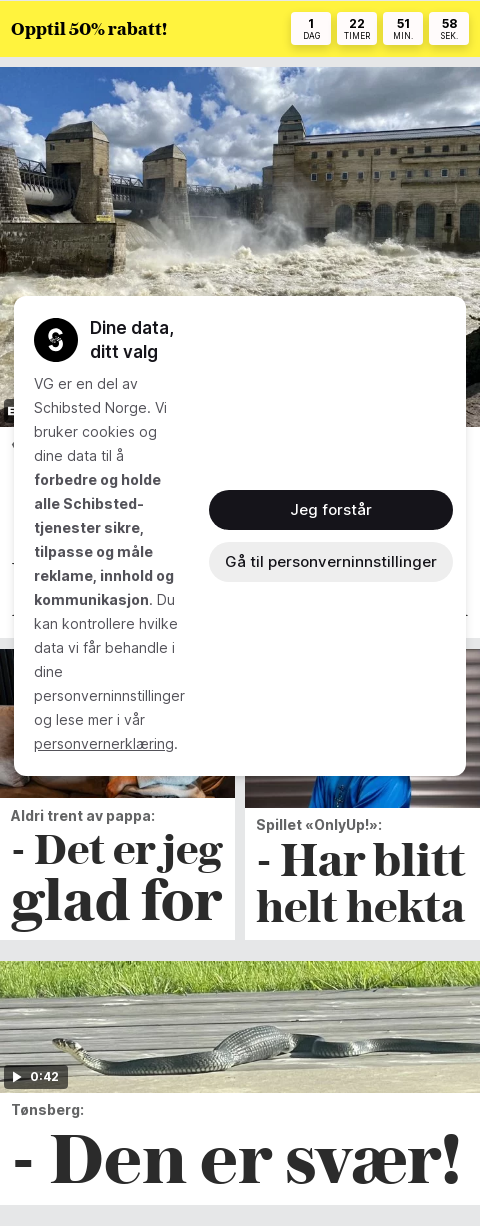 Opptil 50% rabatt!
1
DAG
22
TIMER
51
MIN.
58
SEK.
Dine data,
ditt valg
VG er en del av
Schibsted Norge. Vi
bruker cookies og
dine data til å
forbedre og holde
alle Schibsted-
tjenester sikre,
tilpasse og måle
reklame, innhold og
kommunikasjon. Du
kan kontrollere hvilke
data vi får behandle i
dine
personverninnstillinger
og lese mer i vår
personvernerklæring.
Jeg forstår
Gå til personverninnstillinger
Aldri trett av pappa:
- Det er jeg
glad for
Spillet «OnlyUp!»:
- Har blitt
helt hekta
0:42
Tønsberg:
- Den er svær!